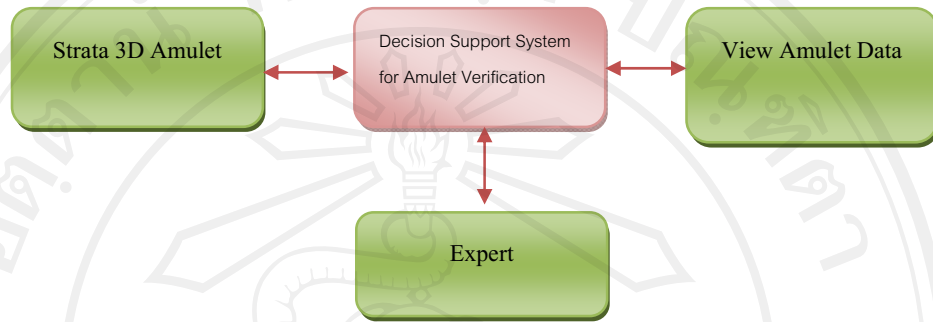 Strata 3D Amulet
Decision Support System
for Amulet Verification
View Amulet Data
Expert